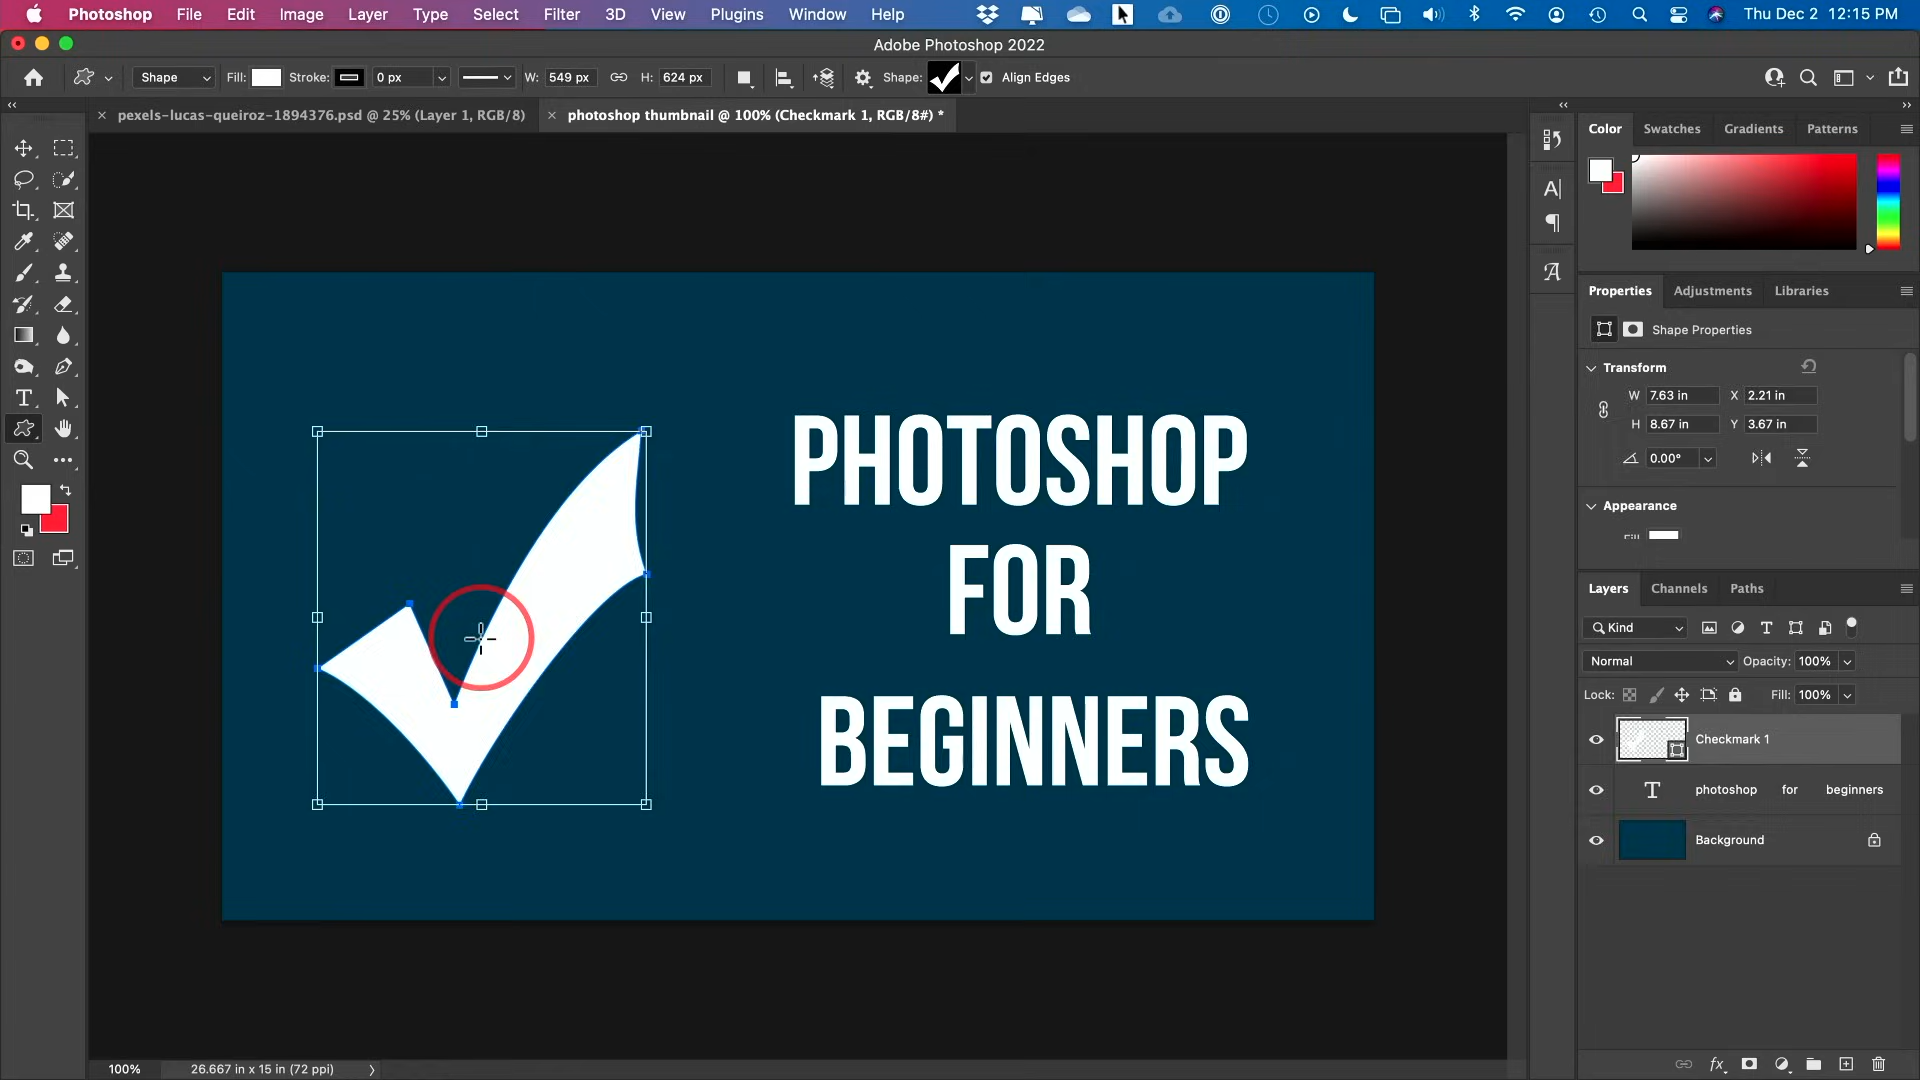 Photoshop File Edit Image Layer Type Select Filter 3D View Plugins Window Help Thu Dec 2 12:15 PM
Adobe Photoshop 2022
Shape Fill: Stroke: 0 px W: 549 px H: 624 px Shape: Align Edges
pexels-lucas-queiroz-1894376.psd @ 25% (Layer 1, RGB/8) photoshop thumbnail @ 100% (Checkmark 1, RGB/8#) *
Color Swatches Gradients Patterns
Properties Adjustments Libraries
Shape Properties
Transform
W 7.63 in X 2.21 in
H 8.67 in Y 3.67 in
0.00°
Appearance
PHOTOSHOP
FOR
BEGINNERS
Layers Channels Paths
Kind
Normal Opacity: 100%
Lock: Fill: 100%
Checkmark 1
photoshop for beginners
Background
100% 26.667 in x 15 in (72 ppi)